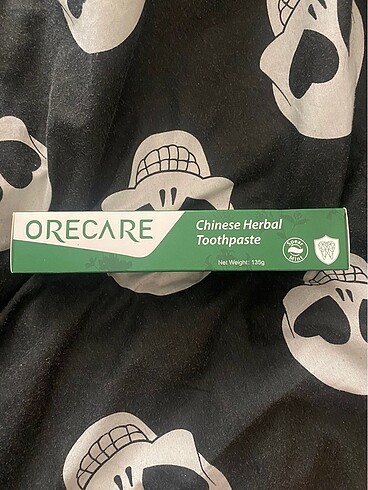 ORECARE
Chinese Herbal
Toothpaste
Net Weight: 135g
Spear
Mint